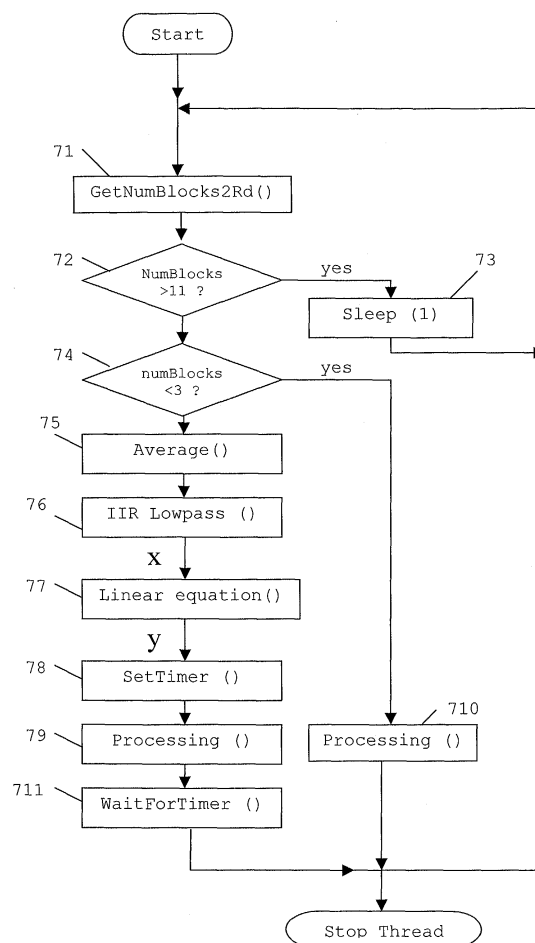 Start
71
GetNumBlocks2Rd()
72
NumBlocks
>11 ?
yes
73
Sleep (1)
74
numBlocks
<3 ?
yes
75
Average()
76
IIR Lowpass ()
x
77
Linear equation()
y
78
SetTimer ()
79
Processing ()
710
Processing ()
711
WaitForTimer ()
Stop Thread